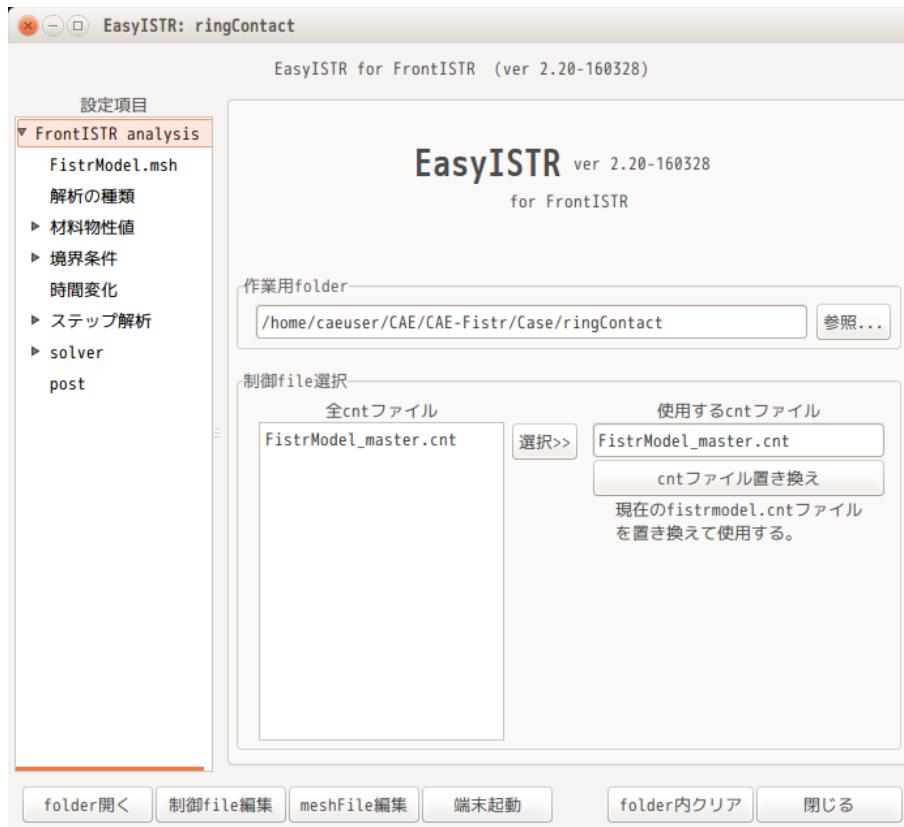 EasyISTR: ringContact
EasyISTR for FrontISTR (ver 2.20-160328)
設定項目
FrontISTR analysis
FistrModel.msh
解析の種類
材料物性値
境界条件
時間変化
ステップ解析
solver
post
EasyISTR ver 2.20-160328
for FrontISTR
作業用folder
/home/caeuser/CAE/CAE-Fistr/Case/ringContact
参照...
制御file選択
全cntファイル
FistrModel_master.cnt
選択>>
使用するcntファイル
FistrModel_master.cnt
cntファイル置き換え
現在のfistrmodel.cntファイル
を置き換えて使用する。
folder開く 制御file編集 meshFile編集 端末起動 folder内クリア 閉じる